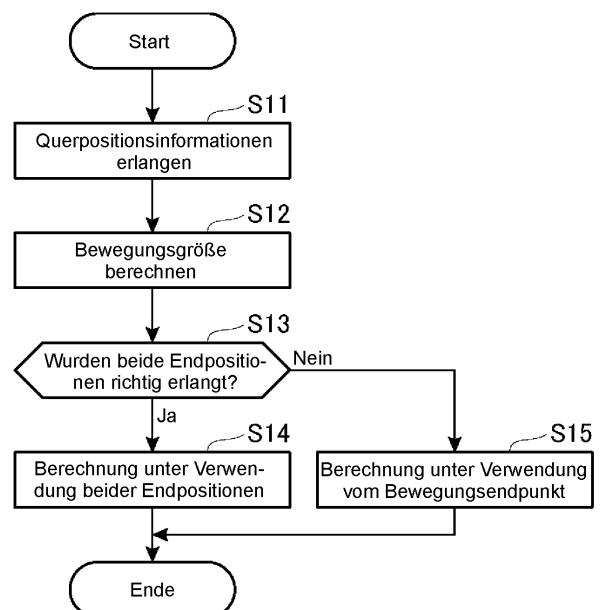 Start
S11
Querpositionsinformationen
erlangen
S12
Bewegungsgröße
berechnen
S13
Wurden beide Endpositio-
nen richtig erlangt?
Nein
Ja
S14
Berechnung unter Verwen-
dung beider Endpositionen
S15
Berechnung unter Verwendung
vom Bewegungsendpunkt
Ende